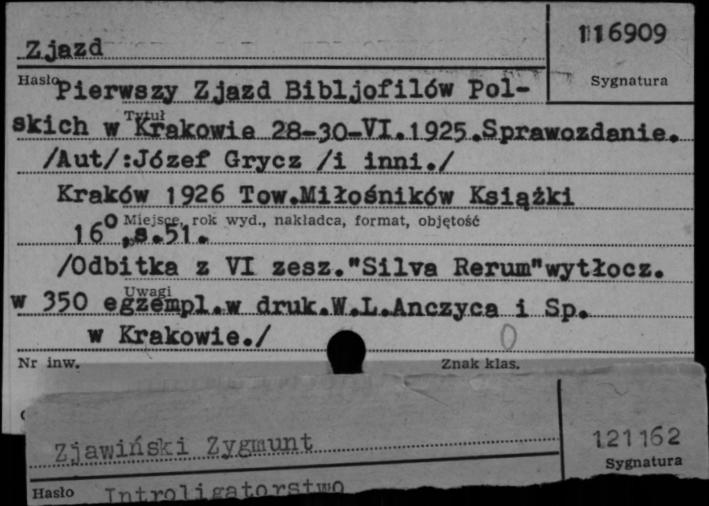 116909
Zjazd
Hasło
Sygnatura
Pierwszy Zjazd Bibljofilów Pol-
Tytuł
skich w Krakowie 28-30-VI.1925.Sprawozdanie.
/Aut/:Józef Grycz /i inni./
Kraków 1926 Tow.Miłośników Książki
Miejsce, rok wyd., nakładca, format, objętość
16°,s.51.
/Odbitka z VI zesz."Silva Rerum"wytłocz.
Uwagi
w 350 egzempl.w druk.W.L.Anczyca i Sp.
w Krakowie./
0
Nr inw.
Znak klas.
Zjawiński Zygmunt
121162
Sygnatura
Hasło
Introligatorstwo